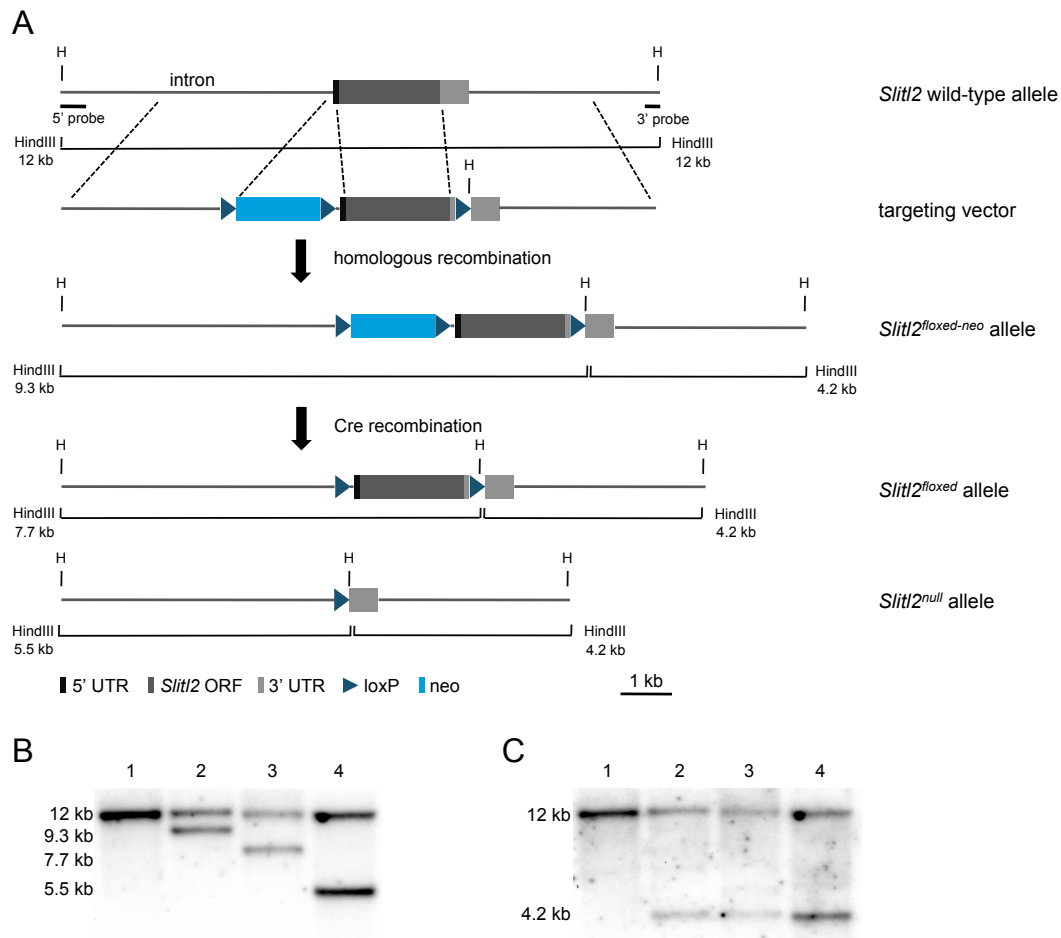 A
H
H
intron
Slitl2 wild-type allele
5' probe
3' probe
HindIII
12 kb
HindIII
12 kb
H
targeting vector
homologous recombination
H
H
H
Slitl2floxed-neo allele
HindIII
9.3 kb
HindIII
4.2 kb
Cre recombination
H
H
H
Slitl2floxed allele
HindIII
7.7 kb
HindIII
4.2 kb
H
H
H
Slitl2null allele
HindIII
5.5 kb
HindIII
4.2 kb
5' UTR Slitl2 ORF 3' UTR loxP neo
1 kb
B
1 2 3 4
12 kb
9.3 kb
7.7 kb
5.5 kb
C
1 2 3 4
12 kb
4.2 kb